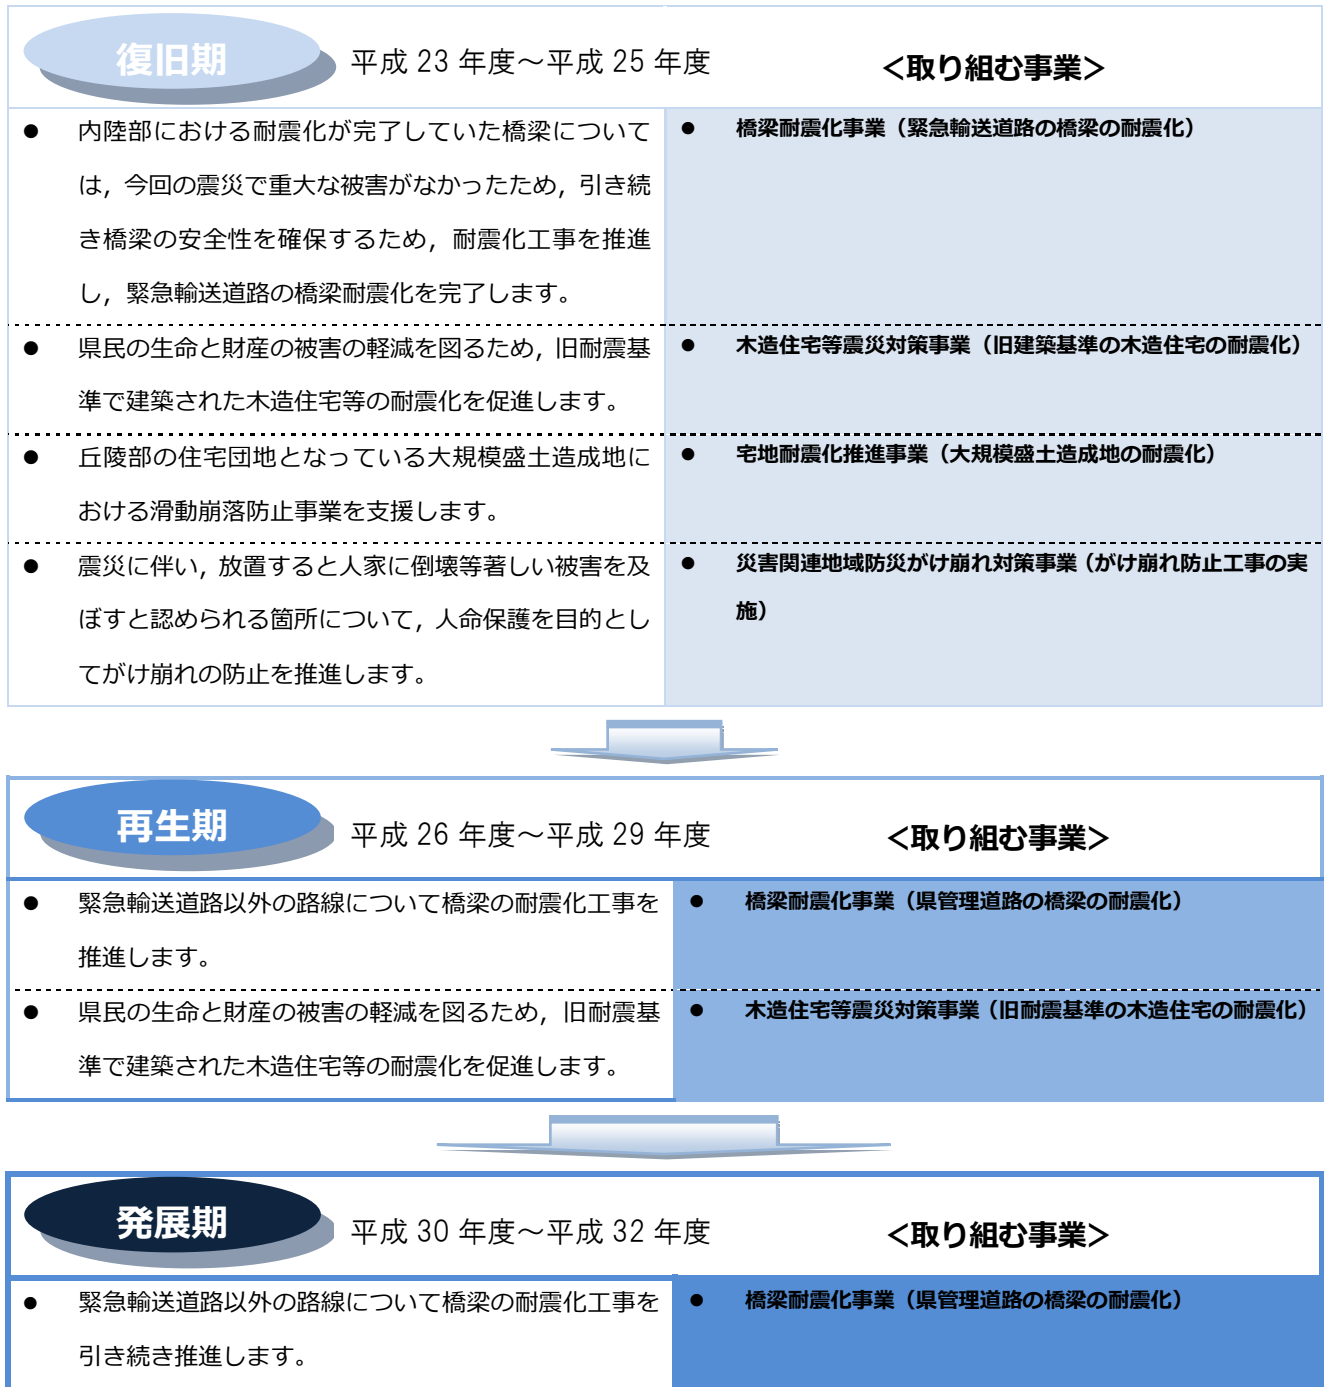 復旧期 平成 23 年度～平成 25 年度 <取り組む事業>
● 内陸部における耐震化が完了していた橋梁について
は，今回の震災で重大な被害がなかったため，引き続
き橋梁の安全性を確保するため，耐震化工事を推進
し，緊急輸送道路の橋梁耐震化を完了します。
● 橋梁耐震化事業（緊急輸送道路の橋梁の耐震化）
● 県民の生命と財産の被害の軽減を図るため，旧耐震基
準で建築された木造住宅等の耐震化を促進します。
● 木造住宅等震災対策事業（旧建築基準の木造住宅の耐震化）
● 丘陵部の住宅団地となっている大規模盛土造成地に
おける滑動崩落防止事業を支援します。
● 宅地耐震化推進事業（大規模盛土造成地の耐震化）
● 震災に伴い，放置すると人家に倒壊等著しい被害を及
ぼすと認められる箇所について，人命保護を目的とし
てがけ崩れの防止を推進します。
● 災害関連地域防災がけ崩れ対策事業（がけ崩れ防止工事の実
施）
再生期 平成 26 年度～平成 29 年度 <取り組む事業>
● 緊急輸送道路以外の路線について橋梁の耐震化工事を
推進します。
● 橋梁耐震化事業（県管理道路の橋梁の耐震化）
● 県民の生命と財産の被害の軽減を図るため，旧耐震基
準で建築された木造住宅等の耐震化を促進します。
● 木造住宅等震災対策事業（旧耐震基準の木造住宅の耐震化）
発展期 平成 30 年度～平成 32 年度 <取り組む事業>
● 緊急輸送道路以外の路線について橋梁の耐震化工事を
引き続き推進します。
● 橋梁耐震化事業（県管理道路の橋梁の耐震化）